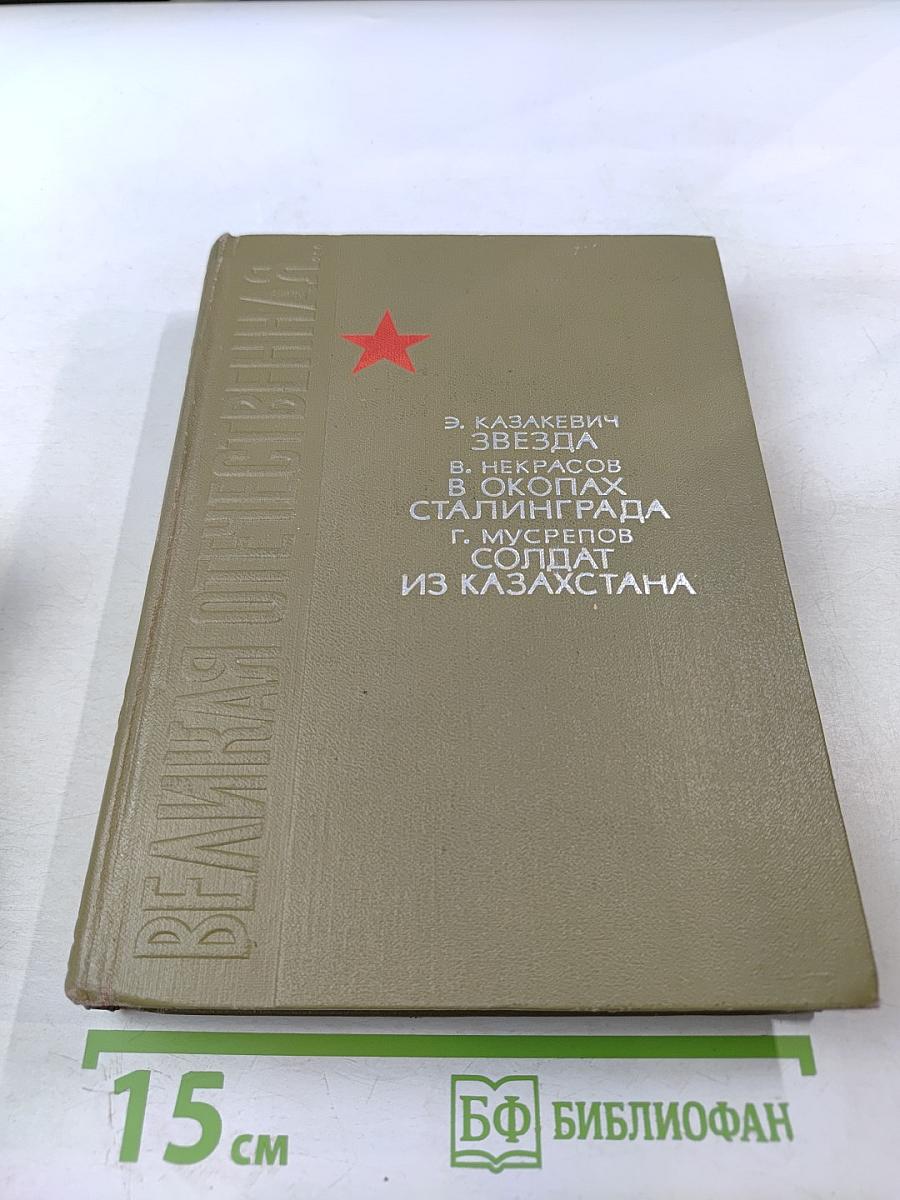 ВЕЛИКАЯ ОТЕЧЕСТВЕННАЯ...
Э. КАЗАКЕВИЧ
ЗВЕЗДА
В. НЕКРАСОВ
В ОКОПАХ
СТАЛИНГРАДА
Г. МУСРЕПОВ
СОЛДАТ
ИЗ КАЗАХСТАНА
15 см
БФ БИБЛИОФАН